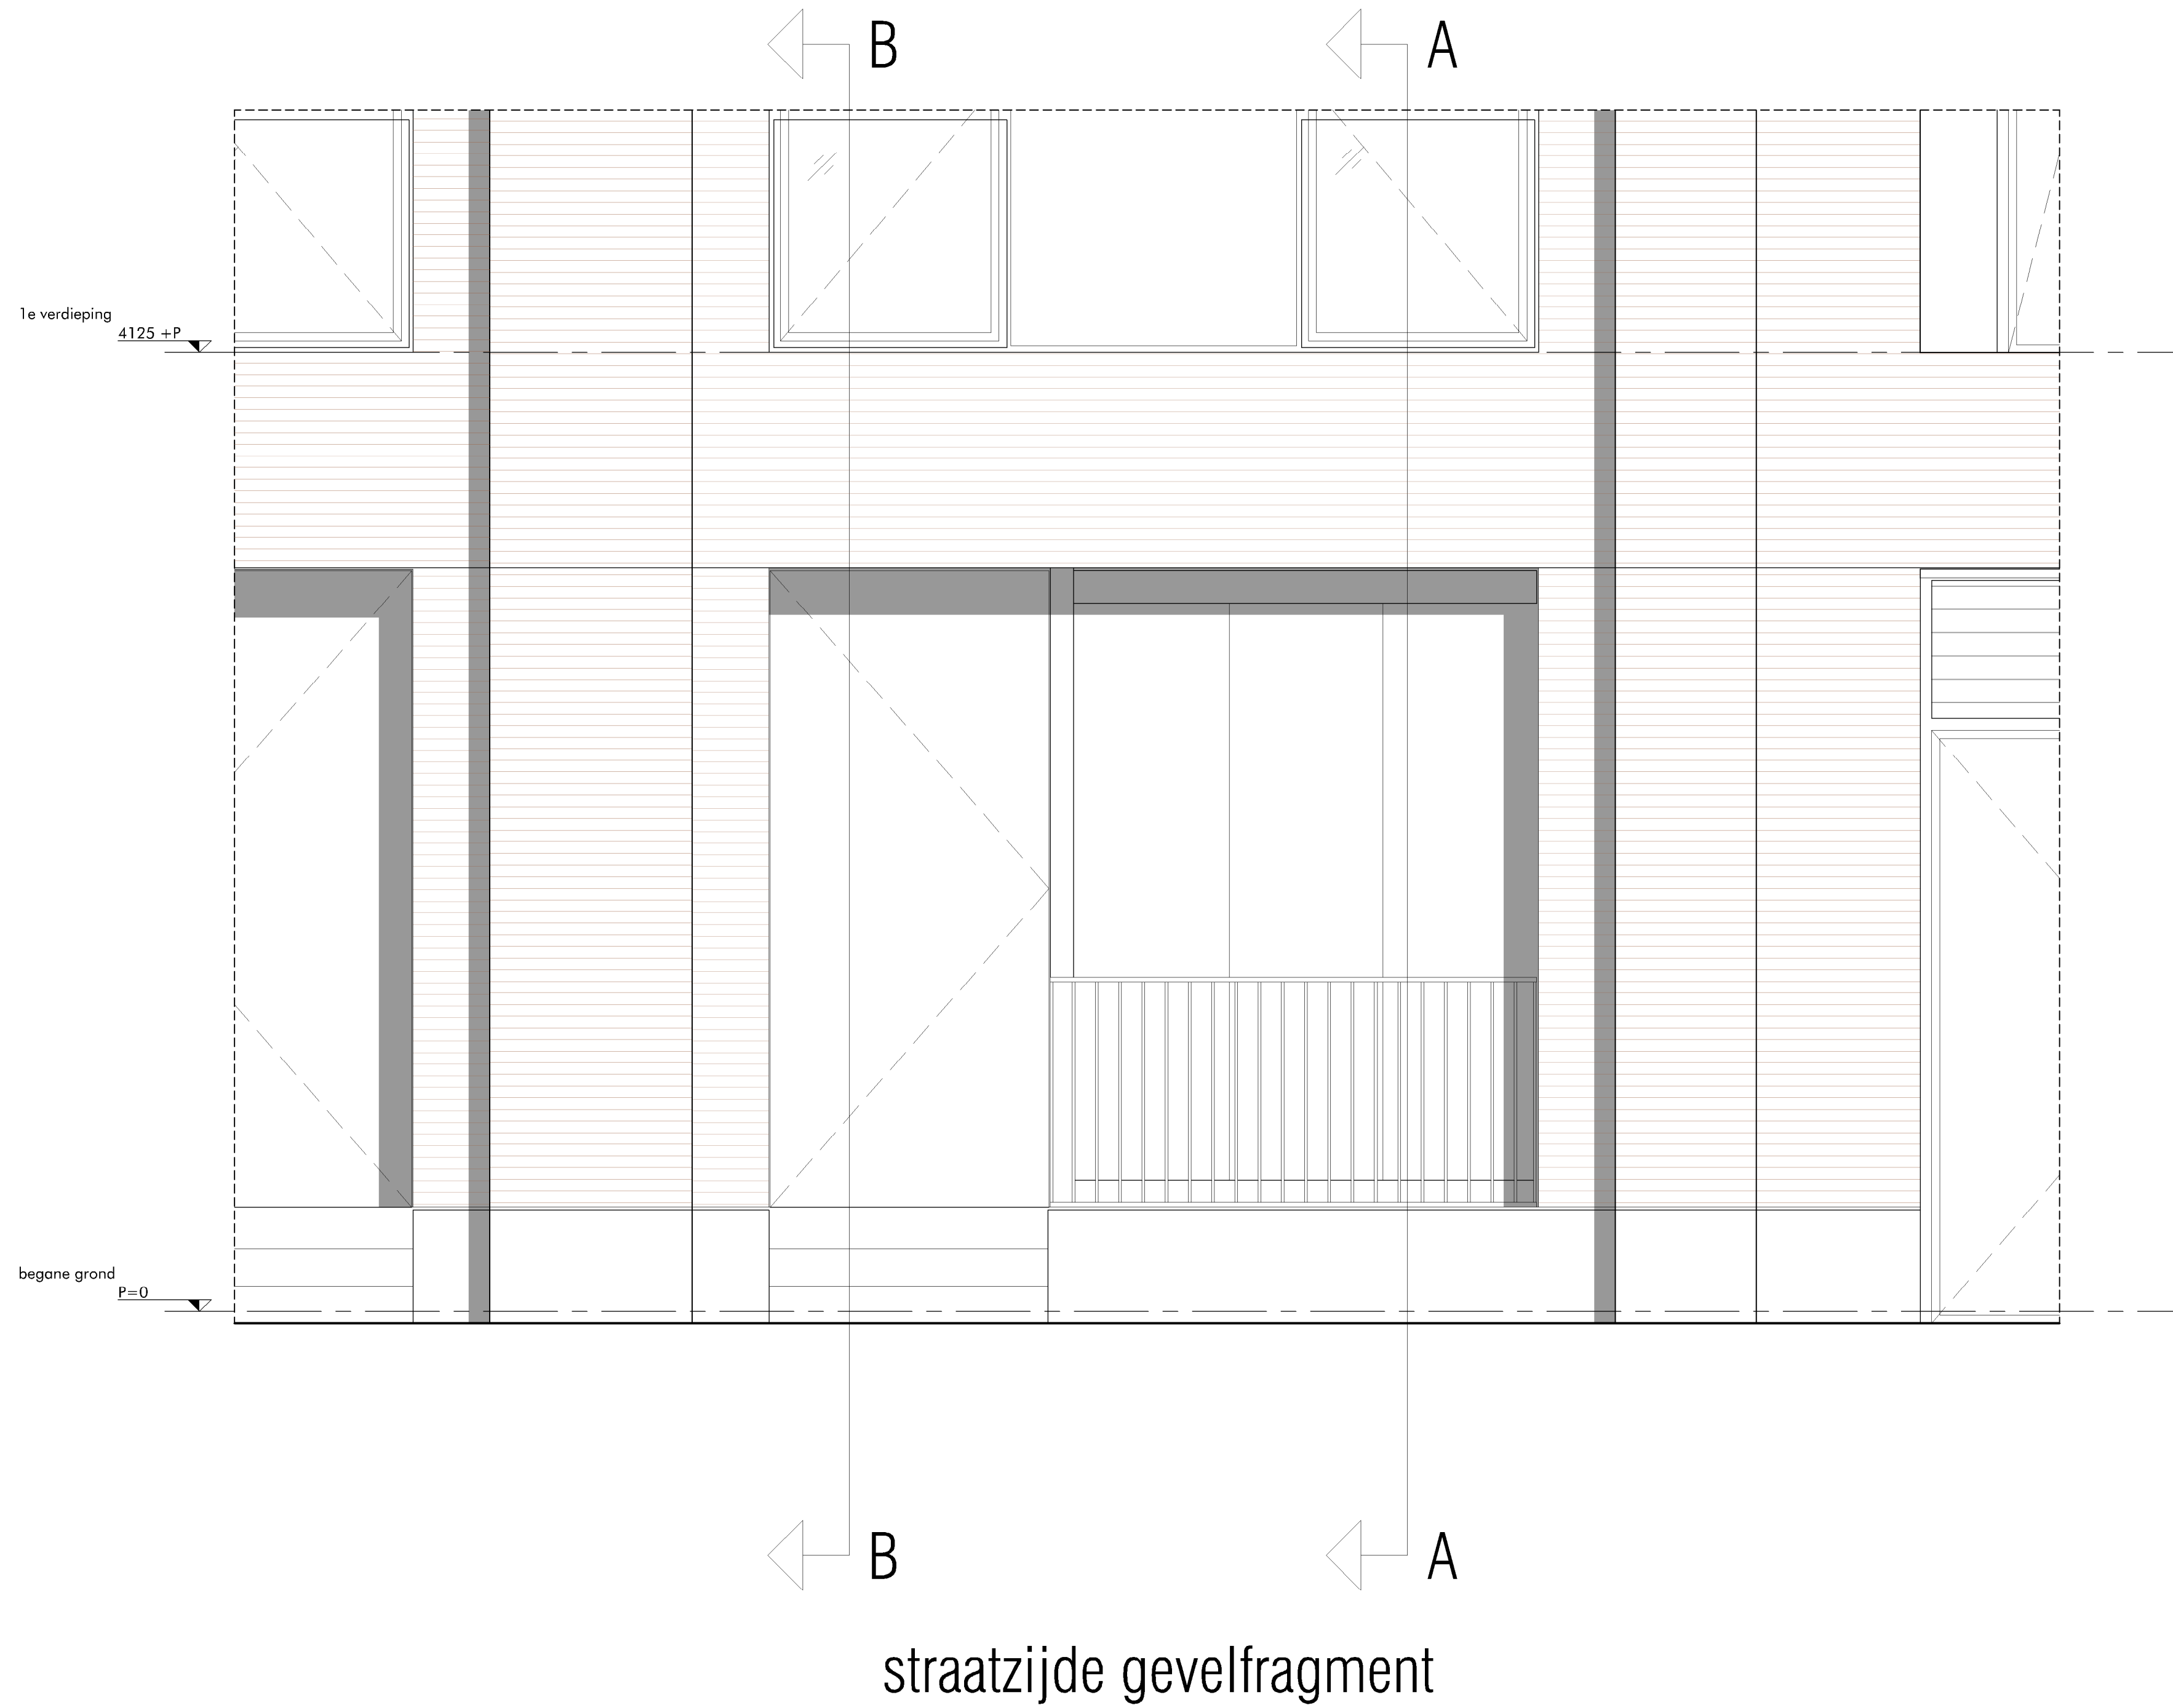 B
A
1e verdieping
4125 +P
begane grond
P=0
B
A
straatzijde gevelfragment